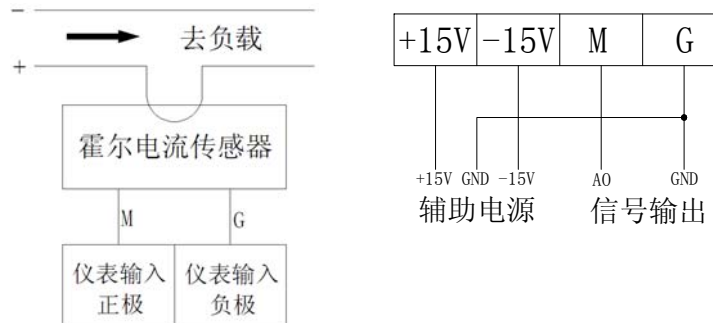 −
去负载
+
霍尔电流传感器
M G
仪表输入 仪表输入
正极 负极
+15V -15V M G
+15V GND -15V AO GND
辅助电源 信号输出